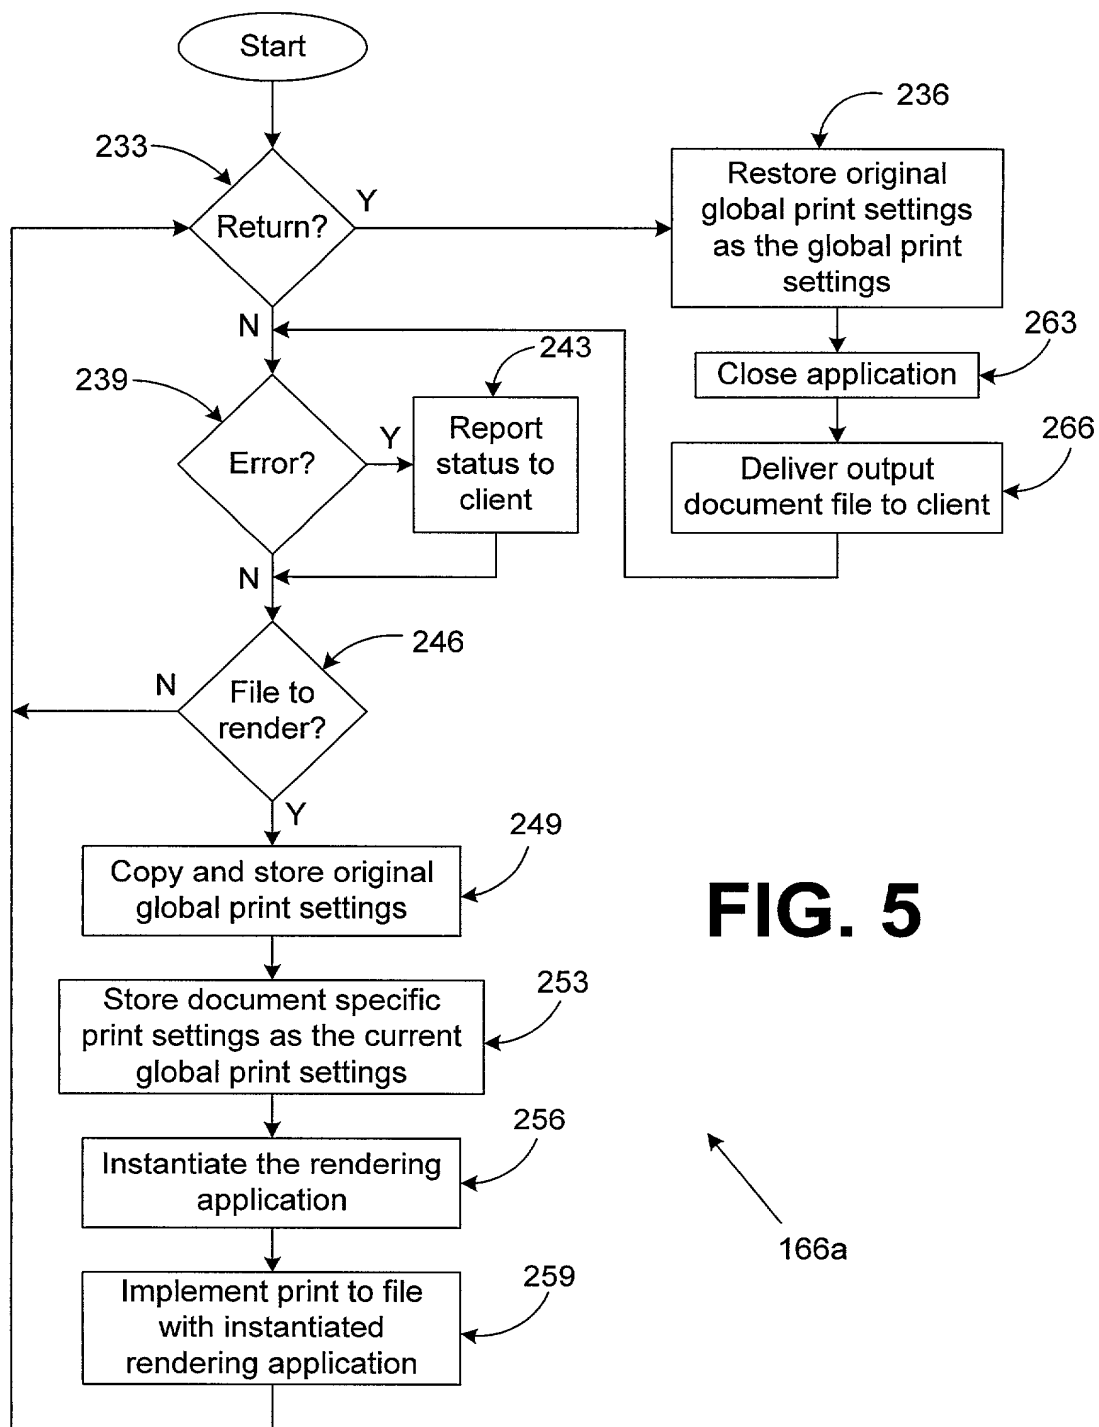 Start
236
233
Return?
Y
Restore original
global print settings
as the global print
settings
N
243
263
239
Close application
Error?
Y
Report
status to
client
266
Deliver output
document file to client
N
246
N
File to
render?
Y
249
Copy and store original
global print settings
FIG. 5
253
Store document specific
print settings as the current
global print settings
256
Instantiate the rendering
application
166a
259
Implement print to file
with instantiated
rendering application